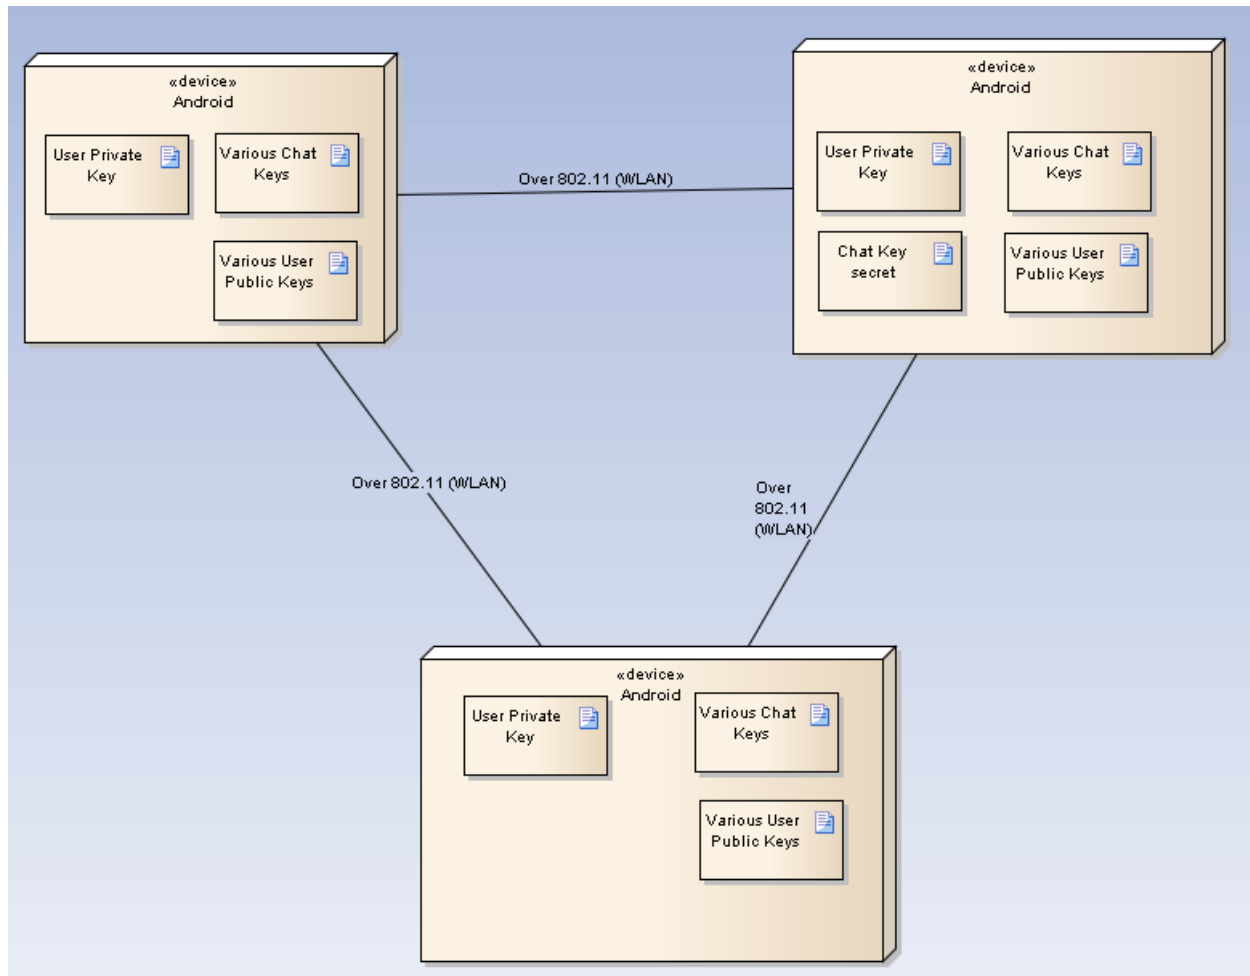 «device»
Android
User Private
Key
Various Chat
Keys
Various User
Public Keys
Over 802.11 (WLAN)
«device»
Android
User Private
Key
Various Chat
Keys
Chat Key
secret
Various User
Public Keys
Over 802.11 (WLAN)
Over
802.11
(WLAN)
«device»
Android
User Private
Key
Various Chat
Keys
Various User
Public Keys